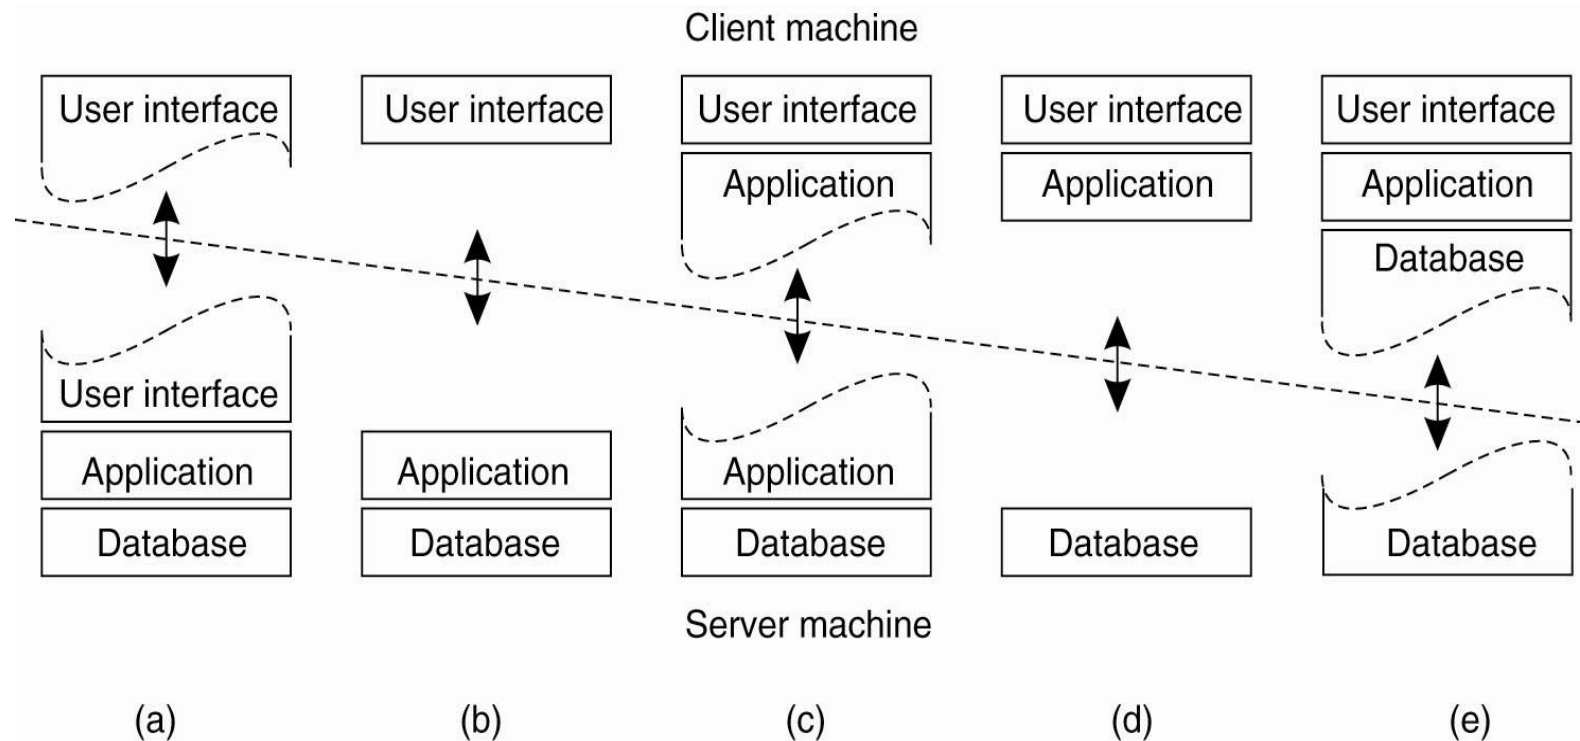 Client machine
User interface User interface User interface User interface User interface
Application Application Application
Database
User interface
Application Application Application
Database Database Database Database Database
Server machine
(a) (b) (c) (d) (e)